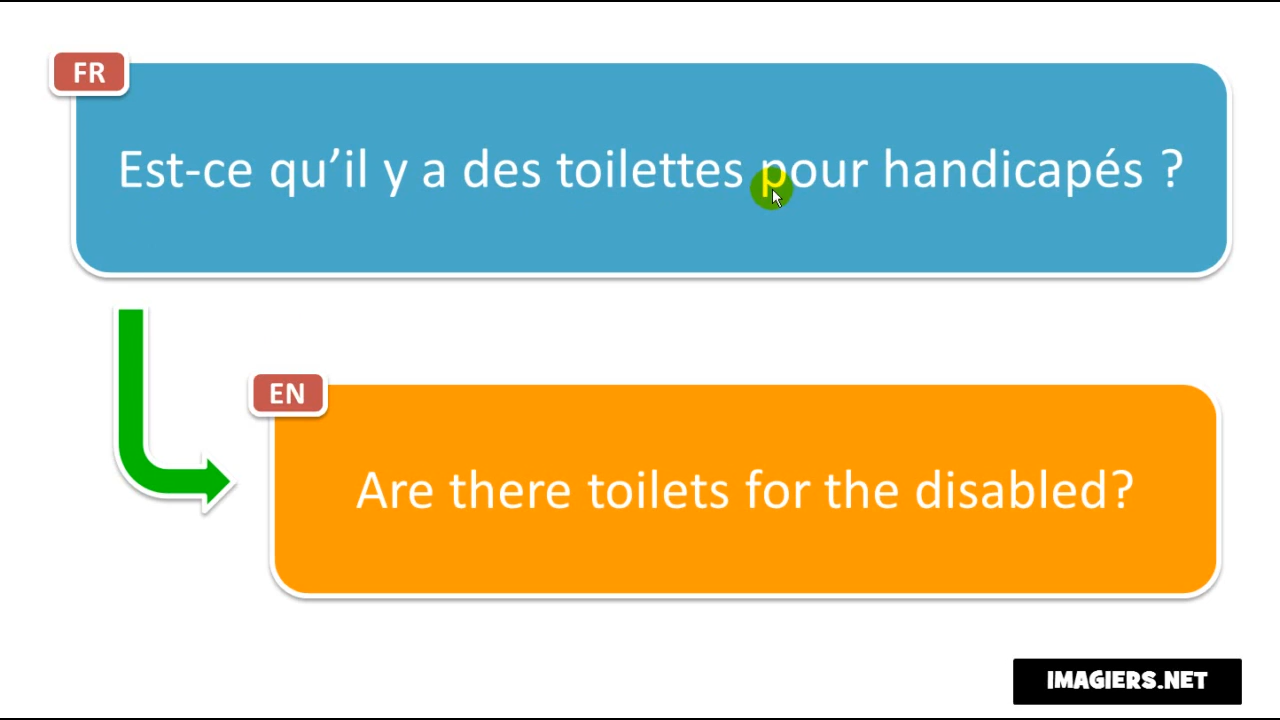 FR
Est-ce qu’il y a des toilettes pour handicapés ?
EN
Are there toilets for the disabled?
IMAGIERS.NET